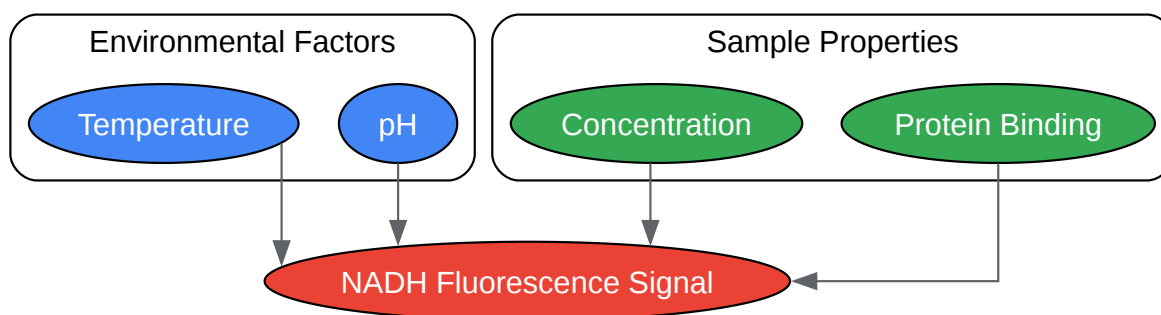 Environmental Factors
Sample Properties
Temperature
pH
Concentration
Protein Binding
NADH Fluorescence Signal